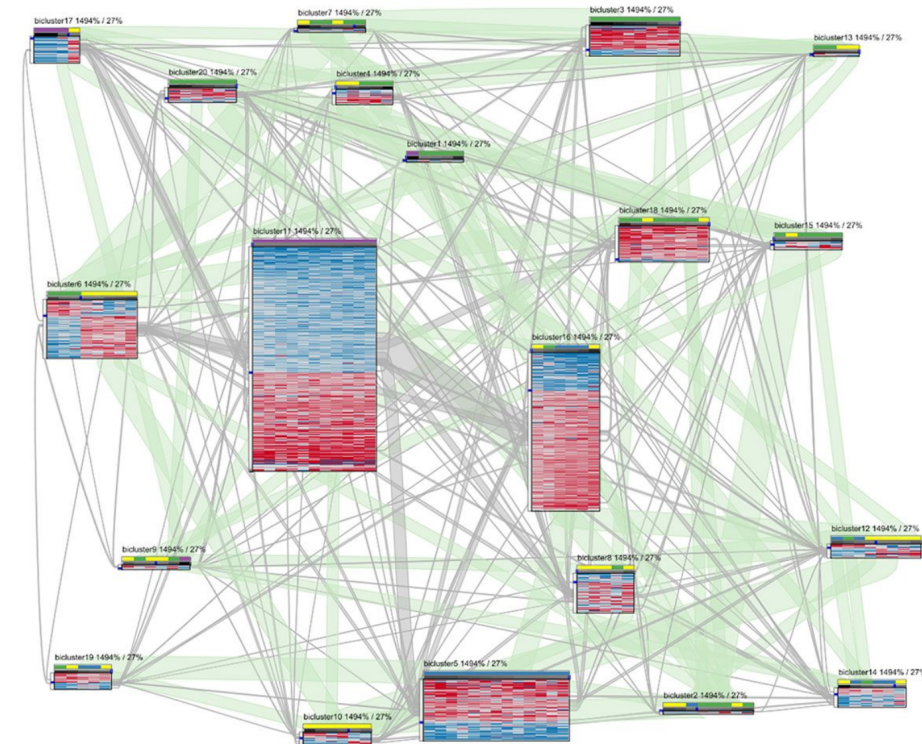 bicluster7 1494% / 27%
bicluster3 1494% / 27%
bicluster17 1494% / 27%
bicluster13 1494% / 27%
bicluster20 1494% / 27%
bicluster4 1494% / 27%
bicluster1 1494% / 27%
bicluster18 1494% / 27%
bicluster15 1494% / 27%
bicluster11 1494% / 27%
bicluster6 1494% / 27%
bicluster16 1494% / 27%
bicluster12 1494% / 27%
bicluster9 1494% / 27%
bicluster8 1494% / 27%
bicluster19 1494% / 27%
bicluster5 1494% / 27%
bicluster14 1494% / 27%
bicluster2 1494% / 27%
bicluster10 1494% / 27%